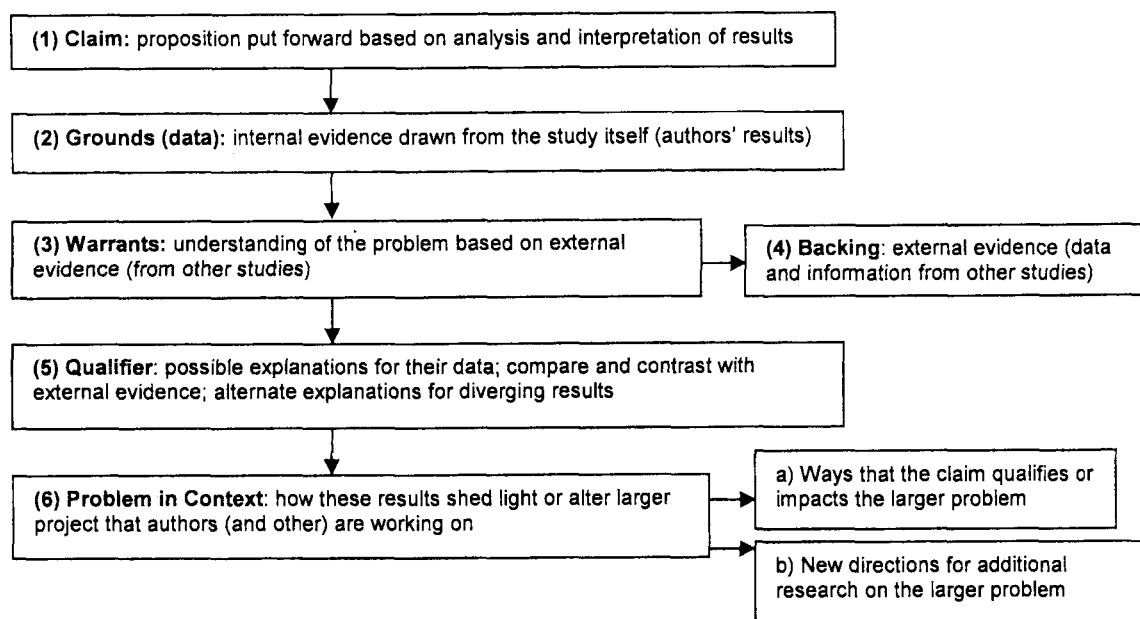 (1) Claim: proposition put forward based on analysis and interpretation of results
(2) Grounds (data): internal evidence drawn from the study itself (authors' results)
(3) Warrants: understanding of the problem based on external
evidence (from other studies)
(4) Backing: external evidence (data
and information from other studies)
(5) Qualifier: possible explanations for their data; compare and contrast with
external evidence; alternate explanations for diverging results
(6) Problem in Context: how these results shed light or alter larger
project that authors (and other) are working on
a) Ways that the claim qualifies or
impacts the larger problem
b) New directions for additional
research on the larger problem